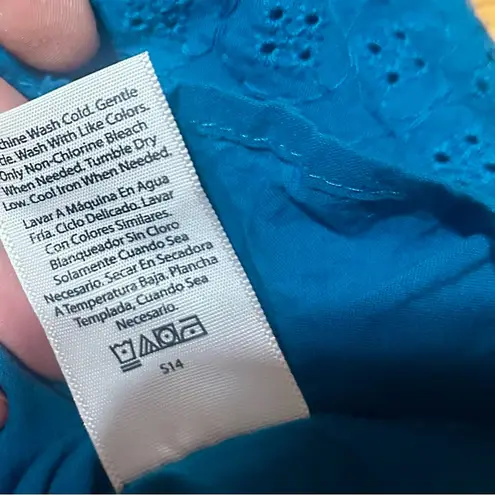 chine Wash Cold. Gentle
cle Wash With Like Colors.
Only Non-Chlorine Bleach
When Needed. Tumble Dry
Low. Cool Iron When Needed.
Lavar A Máquina En Agua
Fría. Ciclo Delicado. Lavar
Con Colores Similares.
Blanqueador Sin Cloro
Solamente Cuando Sea
Necesario. Secar En Secadora
A Temperatura Baja. Plancha
Templada, Cuando Sea
Necesario.
S14